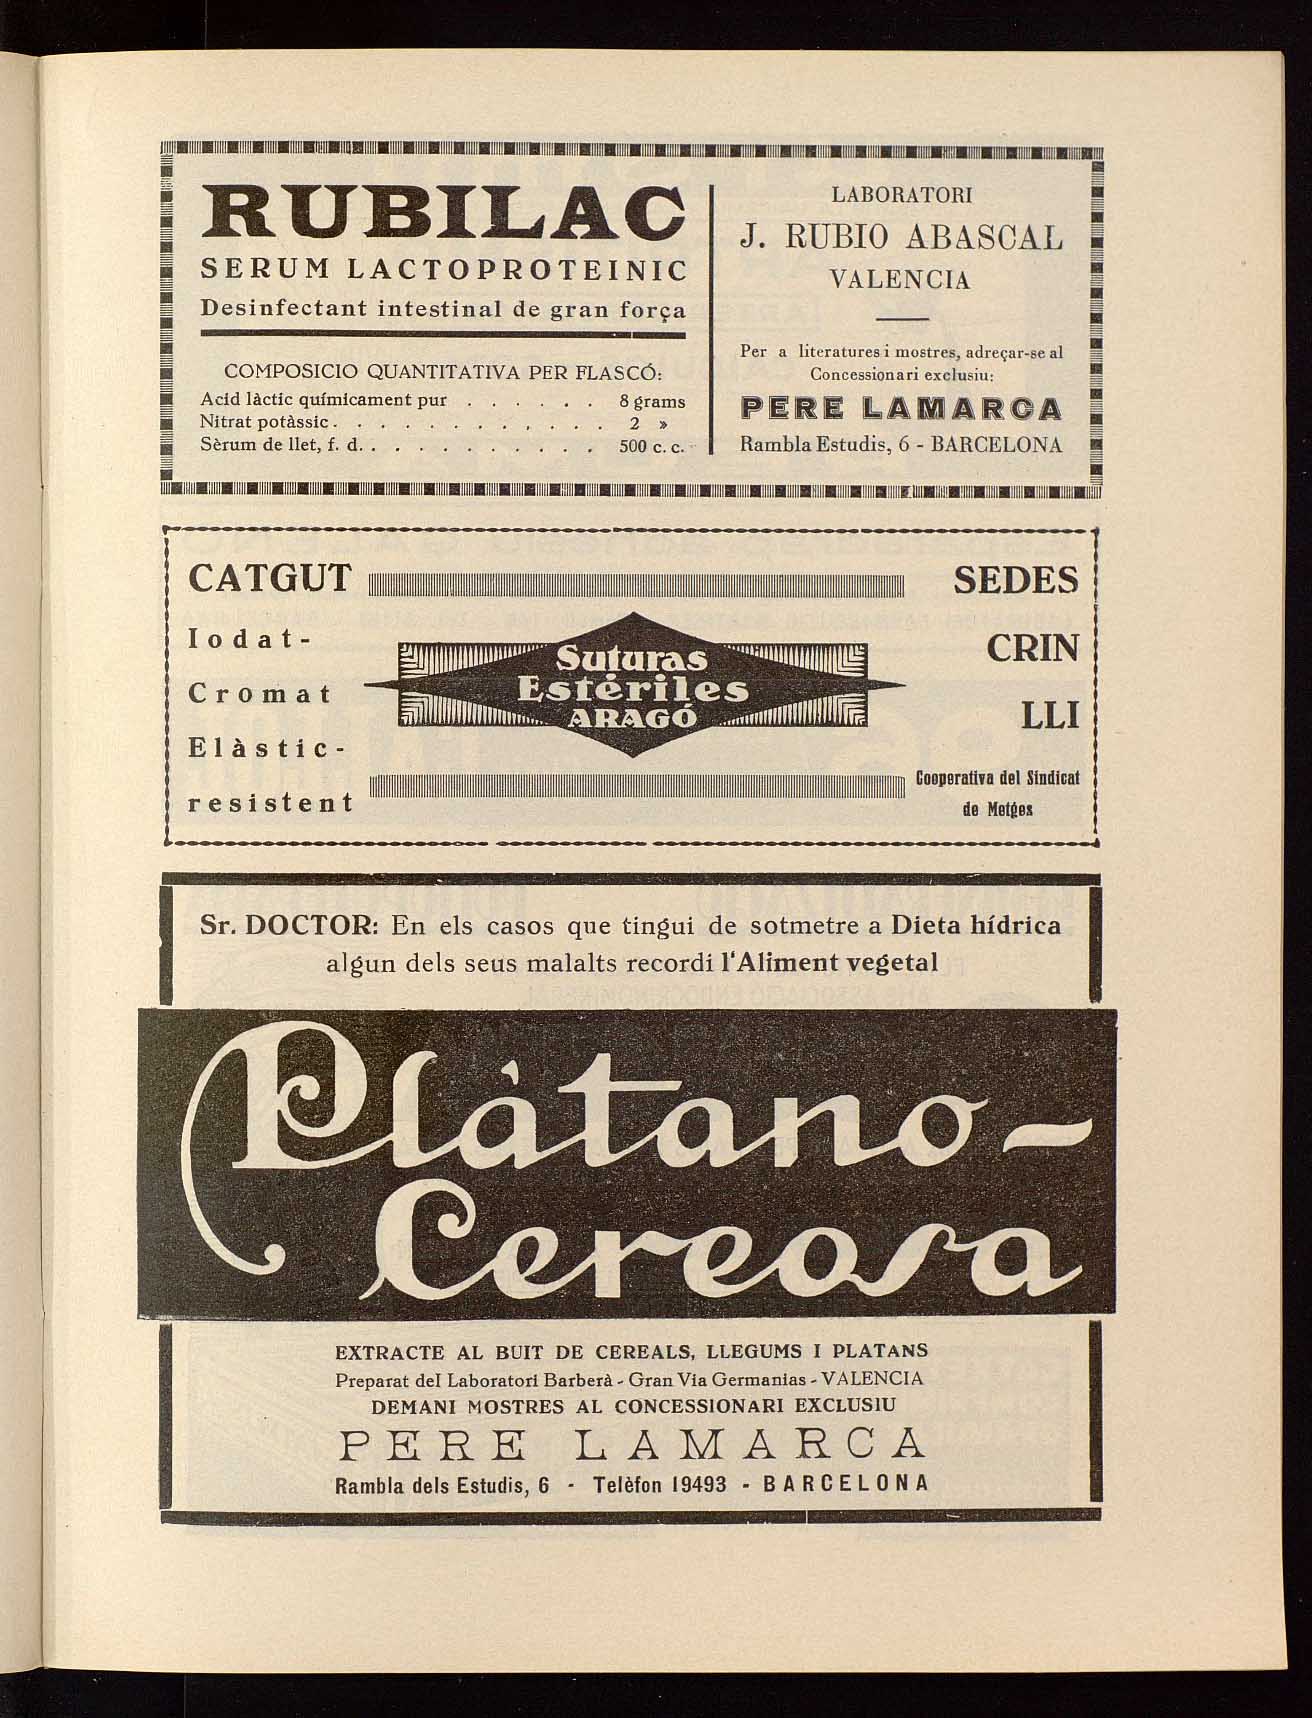 RUBILAC
SERUM LACTOPROTEINIC
Desinfectant intestinal de gran força
COMPOSICIO QUANTITATIVA PER FLASCÓ:
Acid làctic químicament pur . . . . . . 8 grams
Nitrat potàssic. . . . . . . . . . . . 2 »
Sèrum de llet, f. d. . . . . . . . . . . 500 c. c.
LABORATORI
J. RUBIO ABASCAL
VALENCIA
Per a literatures i mostres, adreçar-se al
Concessionari exclusiu:
PERE LAMARCA
Rambla Estudis, 6 - BARCELONA
CATGUT
Iodat-
Cromat
Elàstic-
resistent
Suturas
Estériles
ARAGÓ
SEDES
CRIN
LLI
Cooperativa del Sindicat
de Metges
Sr. DOCTOR: En els casos que tingui de sotmetre a Dieta hídrica
algun dels seus malalts recordi l'Aliment vegetal
Plàtano-
Cereosa
EXTRACTE AL BUIT DE CEREALS, LLEGUMS I PLATANS
Preparat del Laboratori Barberà - Gran Via Germanias - VALENCIA
DEMANI MOSTRES AL CONCESSIONARI EXCLUSIU
PERE LAMARCA
Rambla dels Estudis, 6 - Telèfon 19493 - BARCELONA